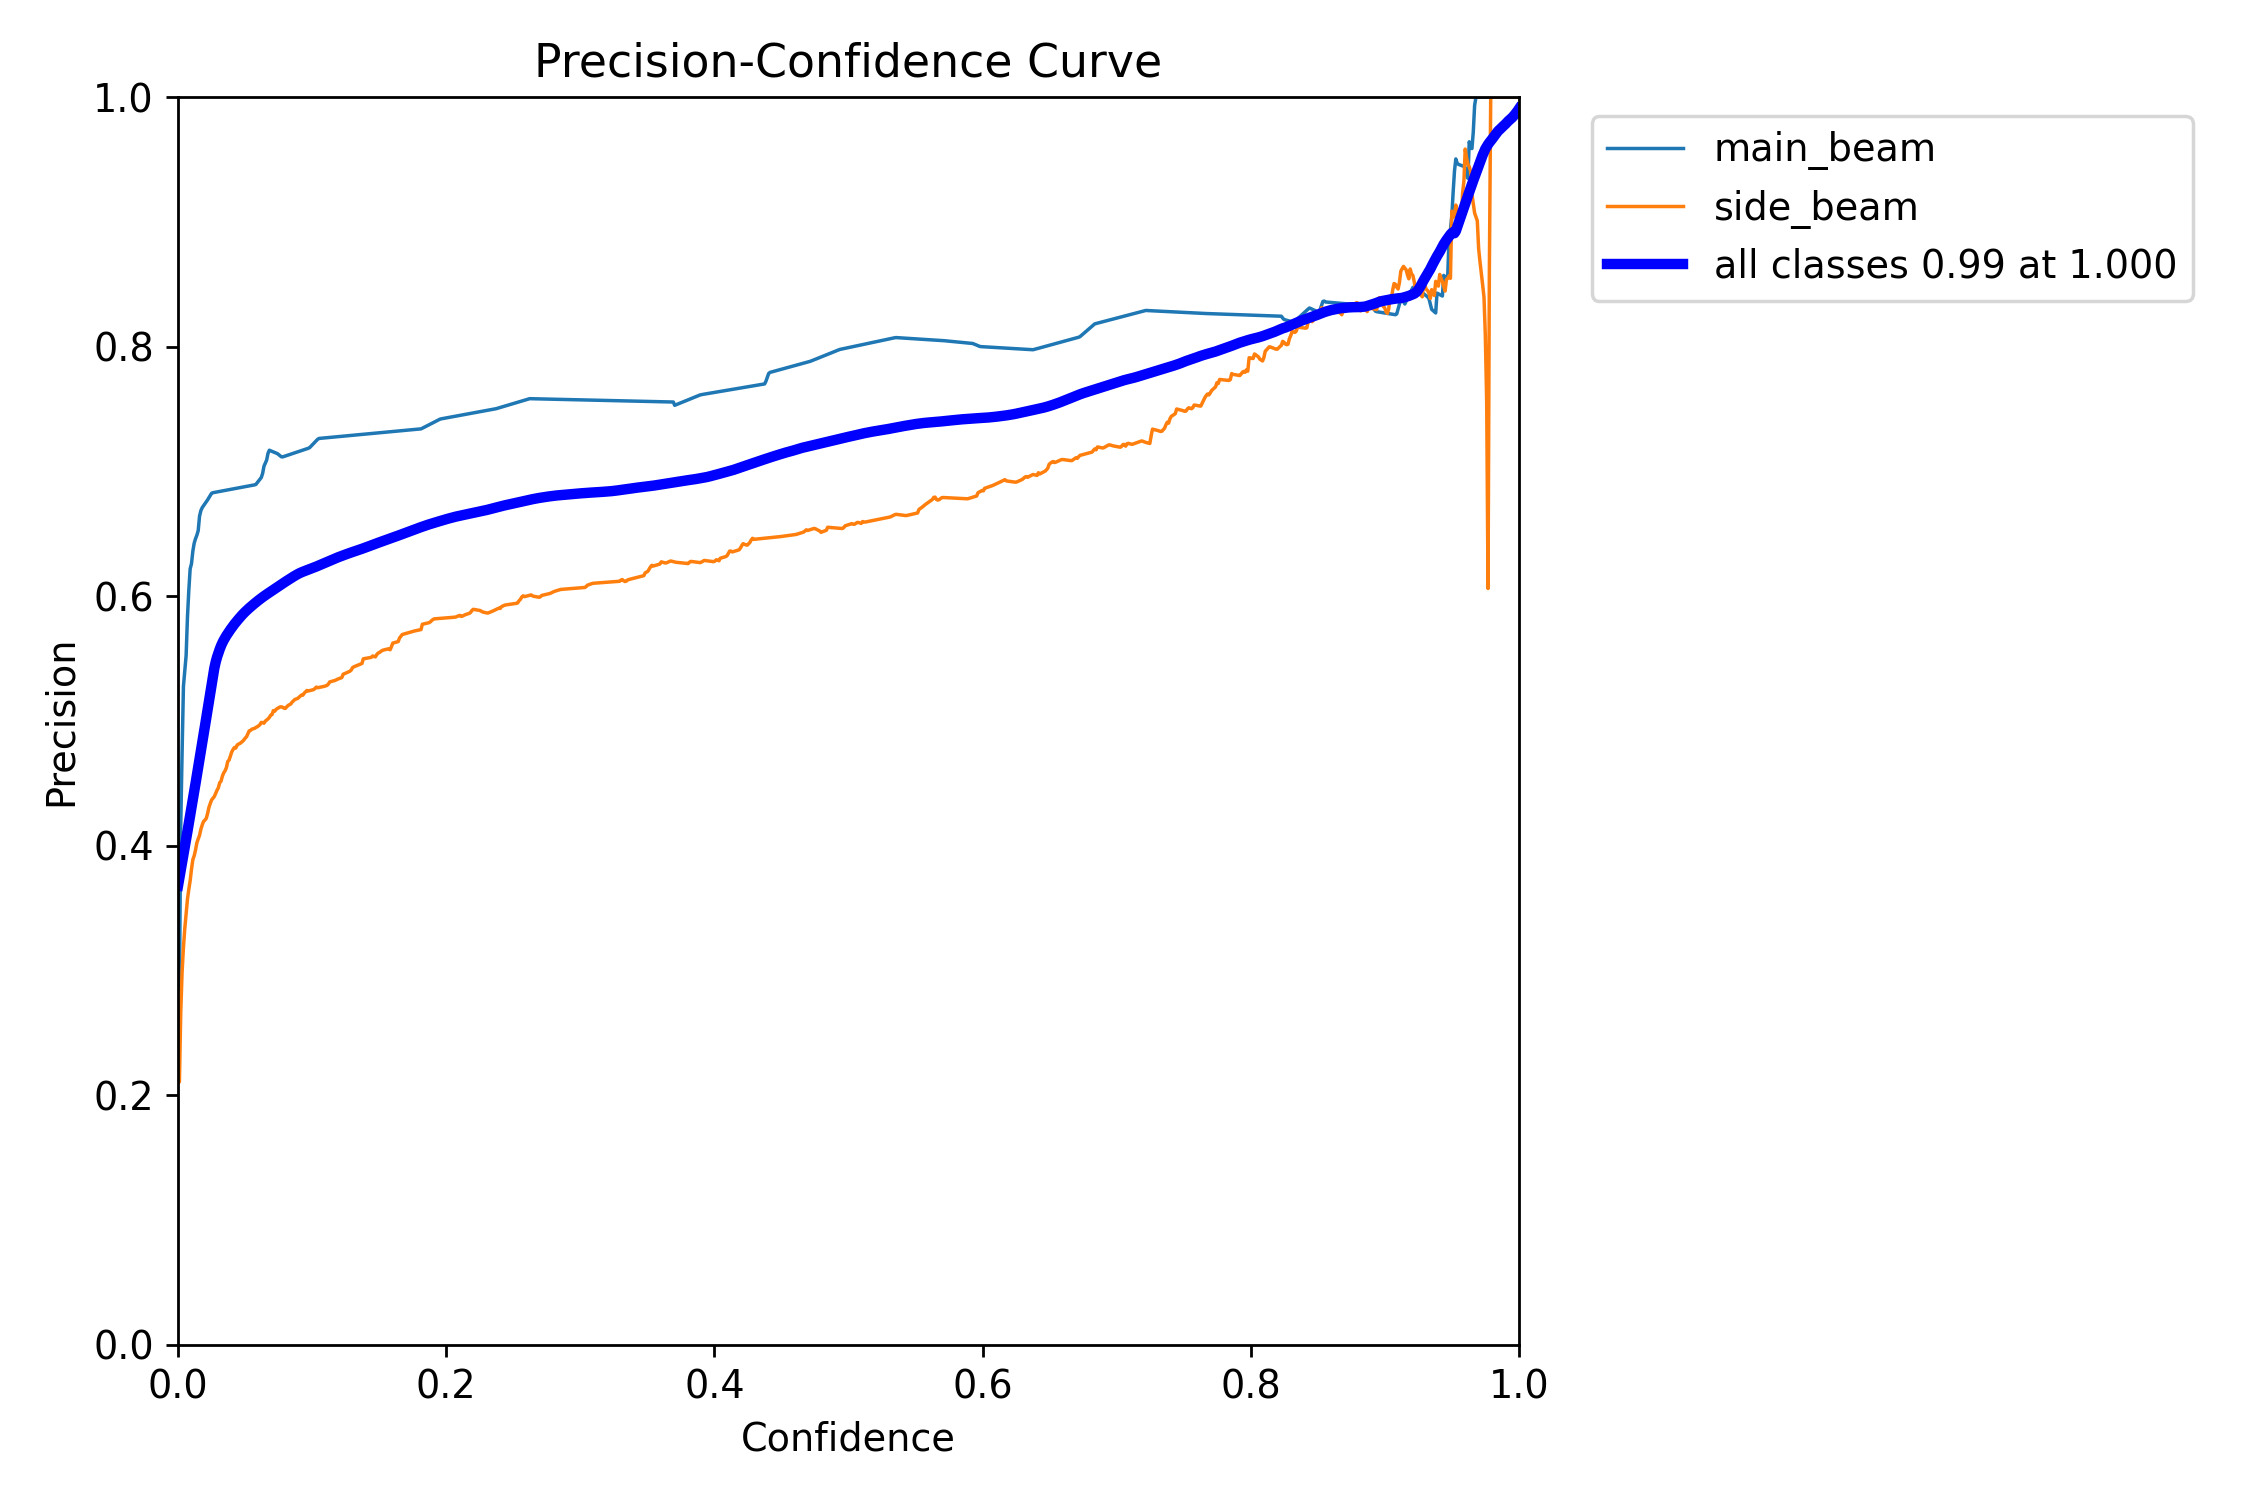 Precision-Confidence Curve
1.0
0.8
0.6
0.4
0.2
0.0
Precision
0.0 0.2 0.4 0.6 0.8 1.0
Confidence
main_beam
side_beam
all classes 0.99 at 1.000